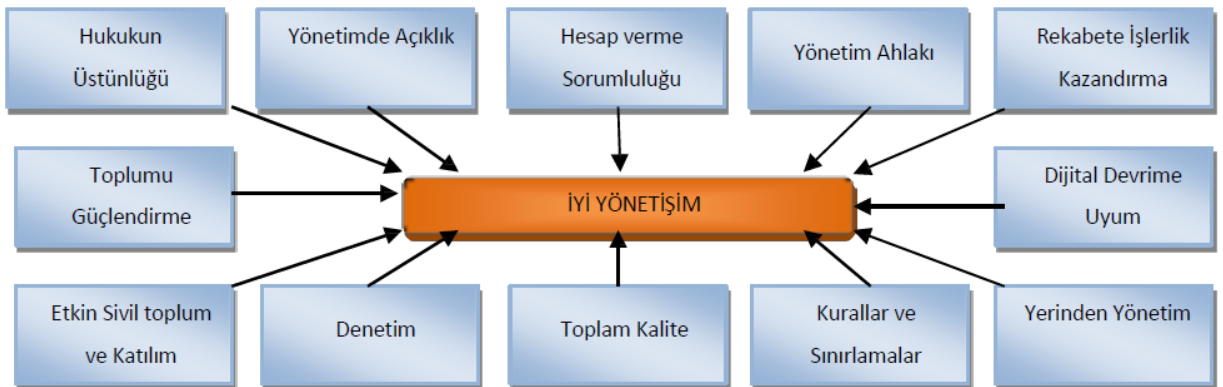 Hukukun
Üstünlüğü
Yönetimde Açıklık
Hesap verme
Sorumluluğu
Yönetim Ahlakı
Rekabete İşlerlik
Kazandırma
Toplumu
Güçlendirme
İYİ YÖNETİŞİM
Dijital Devrime
Uyum
Etkin Sivil toplum
ve Katılım
Denetim
Toplam Kalite
Kurallar ve
Sınırlamalar
Yerinden Yönetim